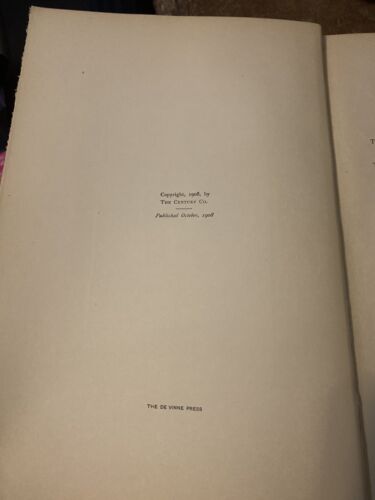 Copyright, 1908, by
THE CENTURY CO.
Published October, 1908
THE DE VINNE PRESS
T